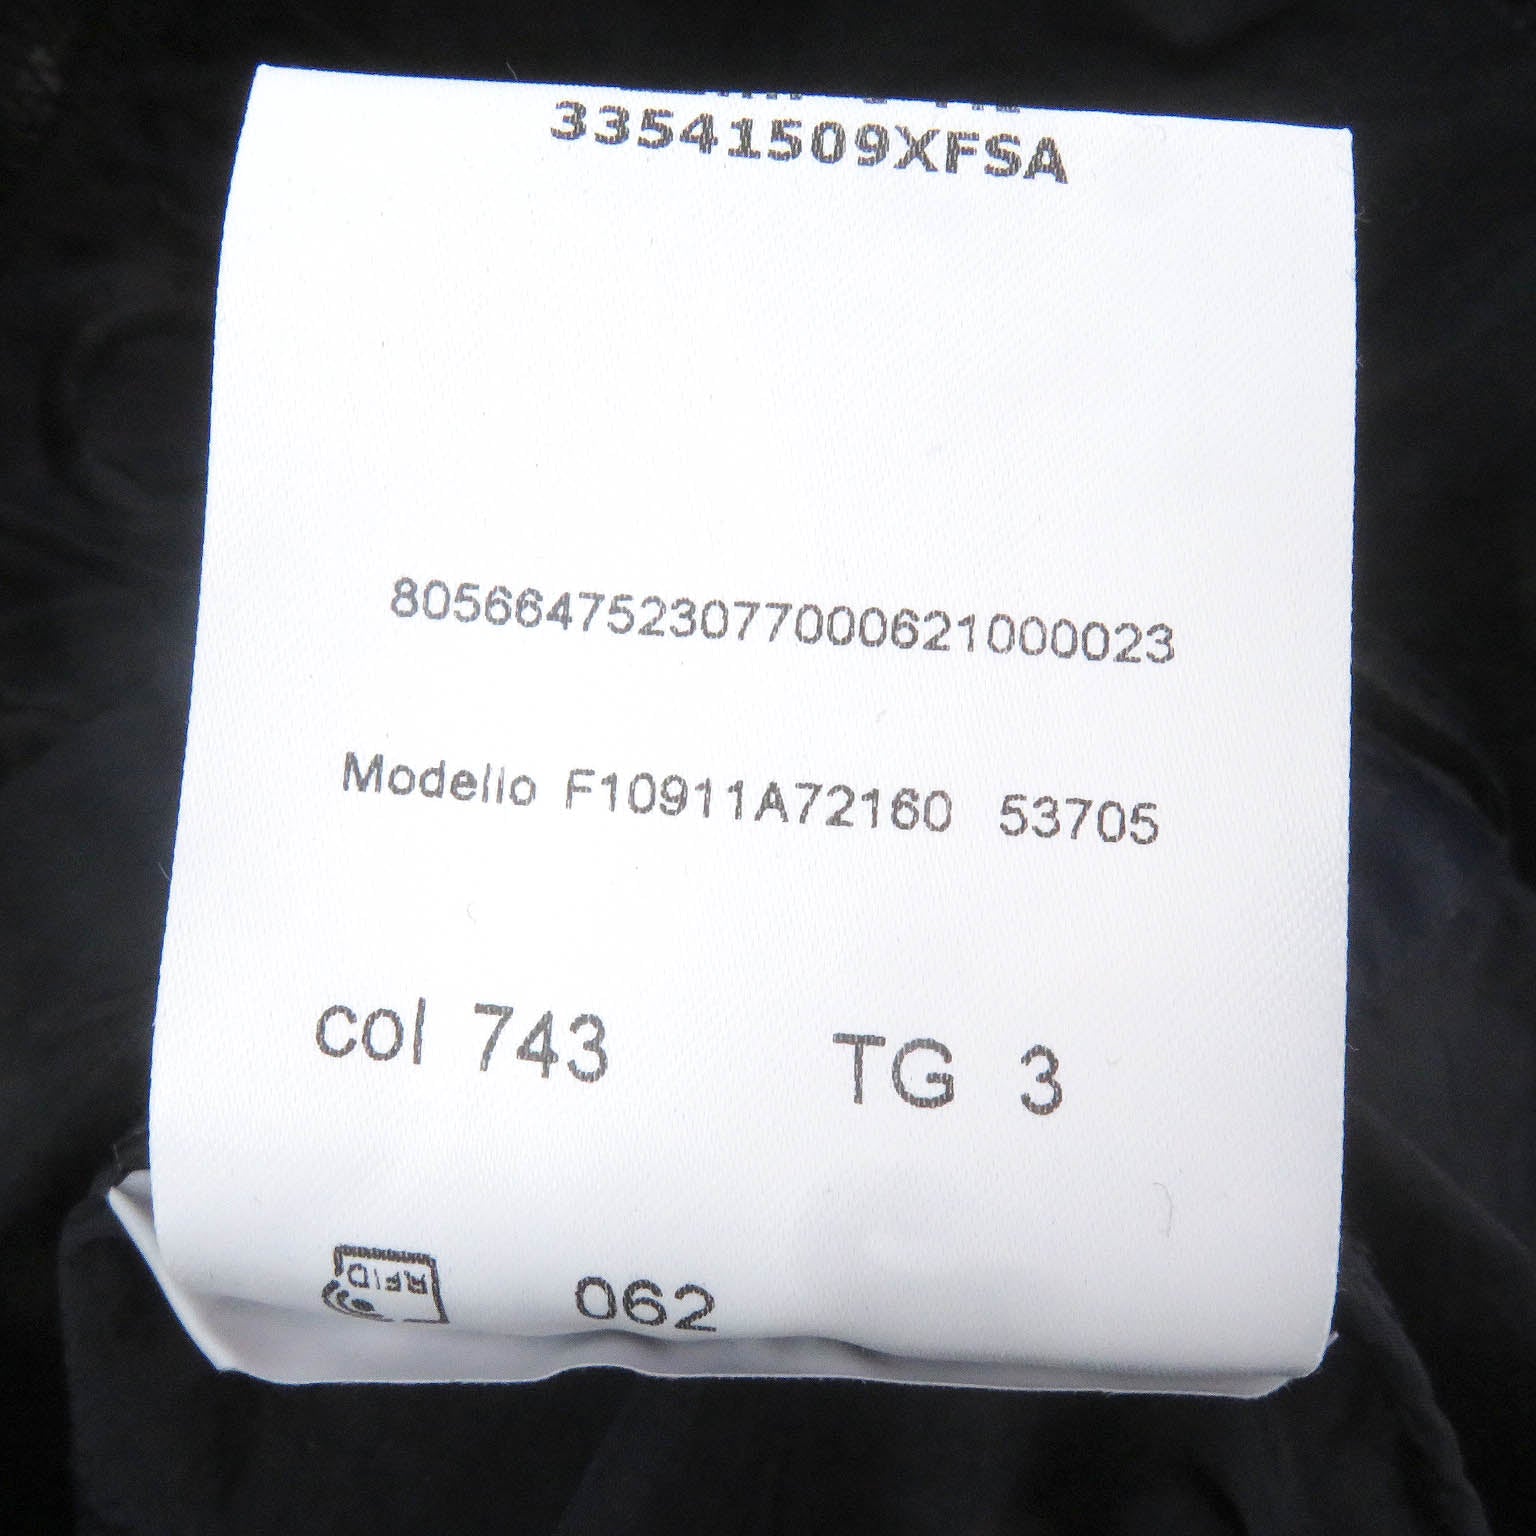 33541509XFSA
8056647523077000621000023
Modello F10911A72160 53705
col 743 TG 3
RFID 062